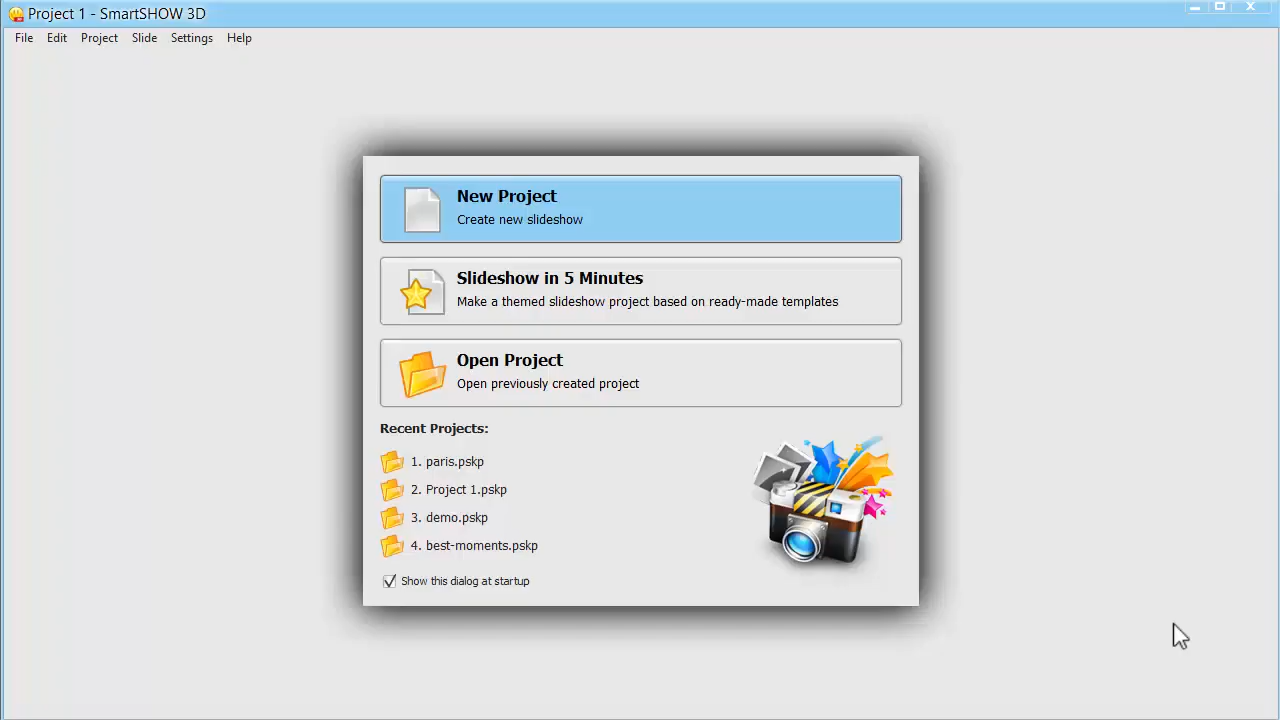 Project 1 - SmartSHOW 3D
File Edit Project Slide Settings Help
New Project
Create new slideshow
Slideshow in 5 Minutes
Make a themed slideshow project based on ready-made templates
Open Project
Open previously created project
Recent Projects:
1. paris.pskp
2. Project 1.pskp
3. demo.pskp
4. best-moments.pskp
Show this dialog at startup